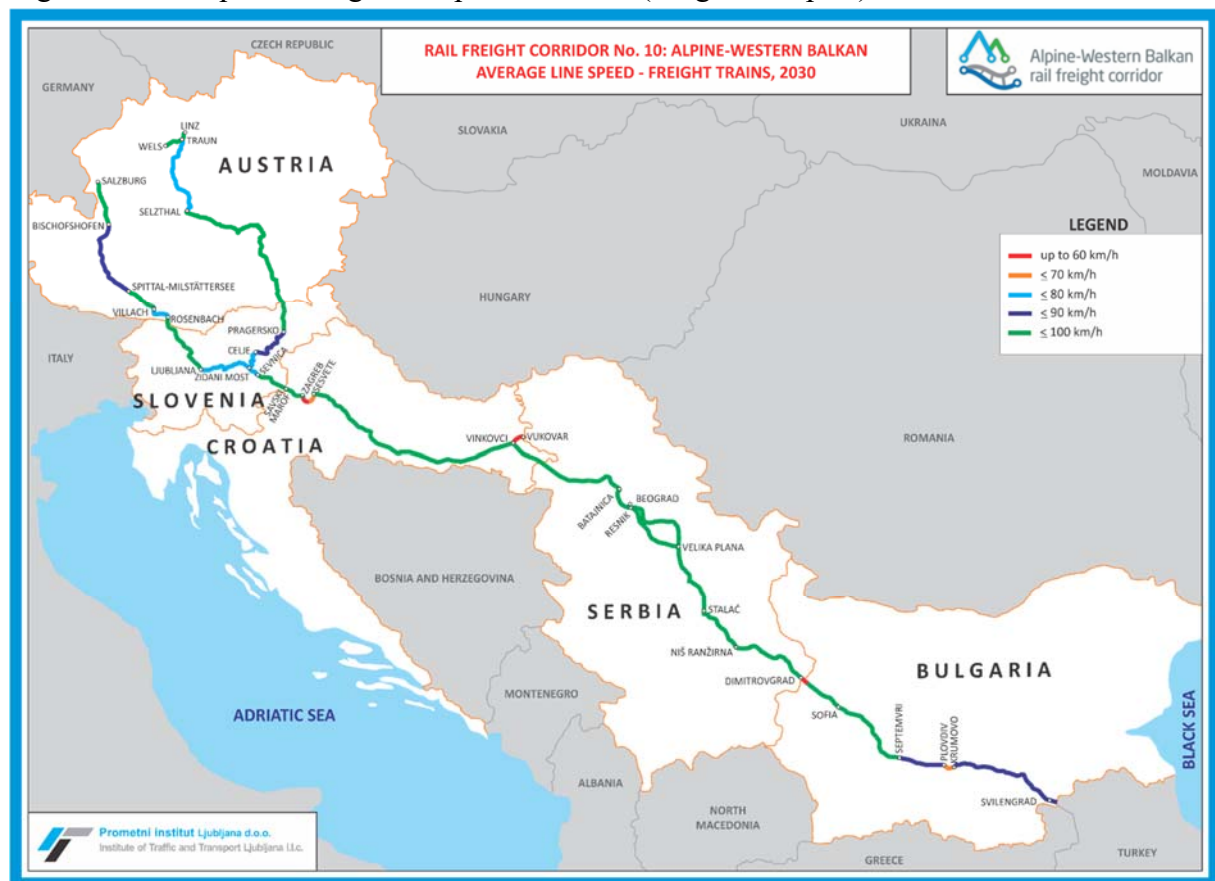 RAIL FREIGHT CORRIDOR No. 10: ALPINE-WESTERN BALKAN
AVERAGE LINE SPEED - FREIGHT TRAINS, 2030
Alpine-Western Balkan
rail freight corridor
CZECH REPUBLIC
GERMANY
SLOVAKIA
UKRAINA
MOLDAVIA
LINZ
WELS
TRAUN
AUSTRIA
SALZBURG
SELZTHAL
BISCHOFSHOFEN
LEGEND
up to 60 km/h
≤ 70 km/h
≤ 80 km/h
≤ 90 km/h
≤ 100 km/h
SPITTAL-MILSTÄTTERSEE
HUNGARY
VILLACH
ROSENBACH
PRAGERSKO
ITALY
CELJE
LJUBLJANA
ZIDANI MOST
SEVNICA
SLOVENIA
SAVSKI
MAROF
ZAGREB
SESVETE
CROATIA
VINKOVCI
VUKOVAR
ROMANIA
BATAJNICA
BEOGRAD
RESNIK
VELIKA PLANA
BOSNIA AND HERZEGOVINA
SERBIA
STALAĆ
NIŠ RANŽIRNA
DIMITROVGRAD
BULGARIA
MONTENEGRO
ADRIATIC SEA
SOFIA
SEPTEMVRI
PLOVDIV
KRUMOVO
BLACK SEA
ALBANIA
SVILENGRAD
NORTH
MACEDONIA
GREECE
TURKEY
Prometni institut Ljubljana d.o.o.
Institute of Traffic and Transport Ljubljana l.l.c.